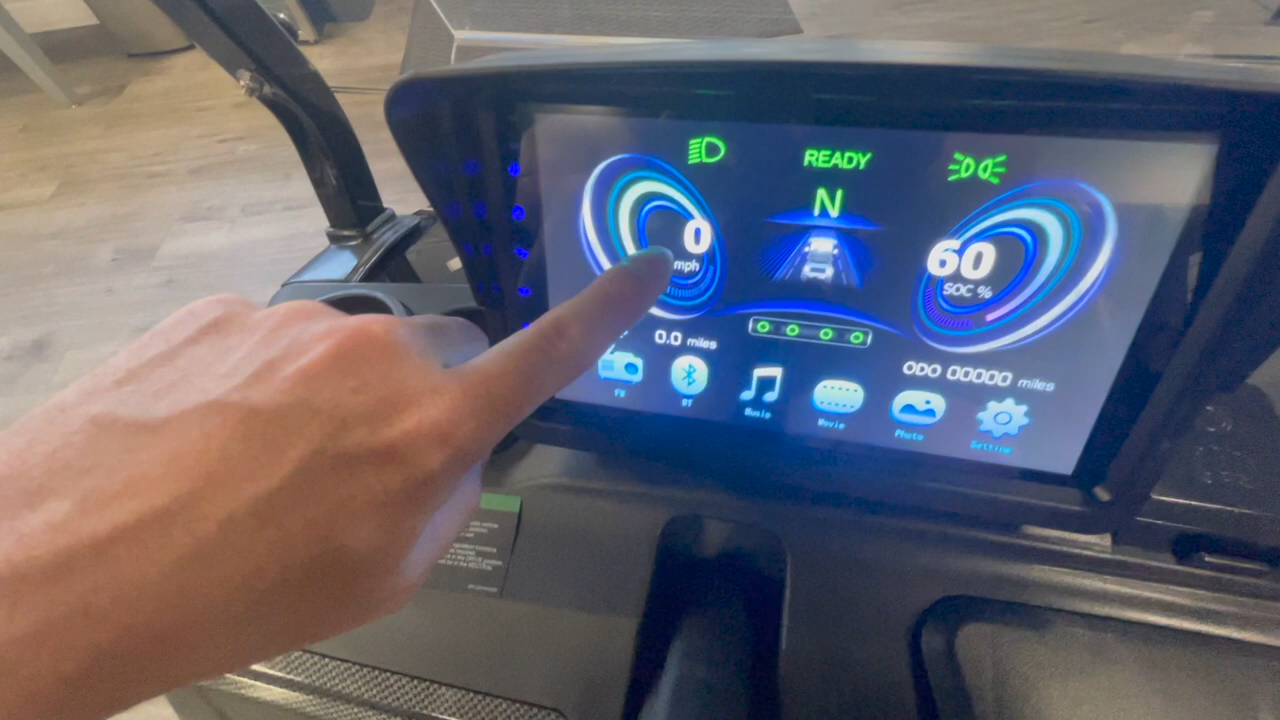 READY
N
0
mph
60
SOC %
0.0 miles
ODO 00000 miles
FM
BT
Music
Movie
Photo
Setting